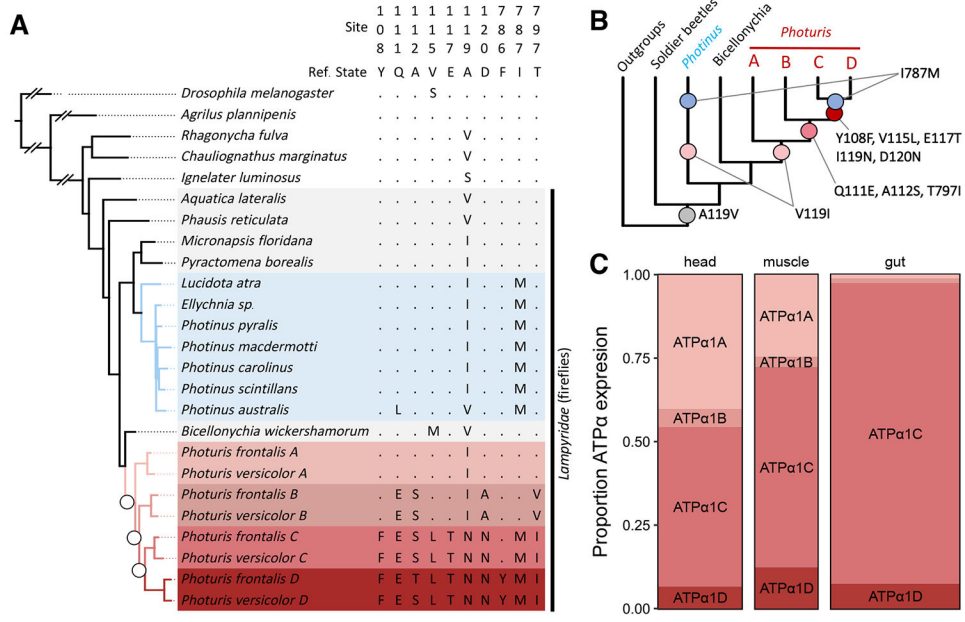 A
Site
1 1 1 1 1 1 1 7 7 7
0 1 1 1 1 1 2 8 8 9
8 1 2 5 7 9 0 6 7 7
Ref. State Y Q A V E A D F I T
Drosophila melanogaster . . . S . . . . . .
Agrilus plannipenis . . . . . . . . . .
Rhagonycha fulva . . . . . V . . . .
Chauliognathus marginatus . . . . . V . . . .
Ignelater luminosus . . . . . S . . . .
Aquatica lateralis . . . . . V . . . .
Phausis reticulata . . . . . V . . . .
Micronapsis floridana . . . . . I . . . .
Pyractomena borealis . . . . . I . . . .
Lucidota atra . . . . . I . . M .
Ellychnia sp. . . . . . I . . M .
Photinus pyralis . . . . . I . . M .
Photinus macdermotti . . . . . I . . M .
Photinus carolinus . . . . . I . . M .
Photinus scintillans . . . . . I . . M .
Photinus australis . L . . . V . . M .
Bicellonychia wickershamorum . . . M . V . . . .
Photuris frontalis A . . . . . I . . . .
Photuris versicolor A . . . . . I . . . .
Photuris frontalis B . E S . . I A . . V
Photuris versicolor B . E S . . I A . . V
Photuris frontalis C F E S L T N N . M I
Photuris versicolor C F E S L T N N . M I
Photuris frontalis D F E T L T N N Y M I
Photuris versicolor D F E S L T N N Y M I
Lampyridae (fireflies)
B
Outgroups
Soldier beetles
Photinus
Bicellonychia
Photuris
A B C D
I787M
Y108F, V115L, E117T
I119N, D120N
Q111E, A112S, T797I
A119V
V119I
C
head muscle gut
Proportion ATPα expresion
1.00
0.75
0.50
0.25
0.00
ATPα1A
ATPα1B
ATPα1C
ATPα1D
ATPα1A
ATPα1B
ATPα1C
ATPα1D
ATPα1C
ATPα1D